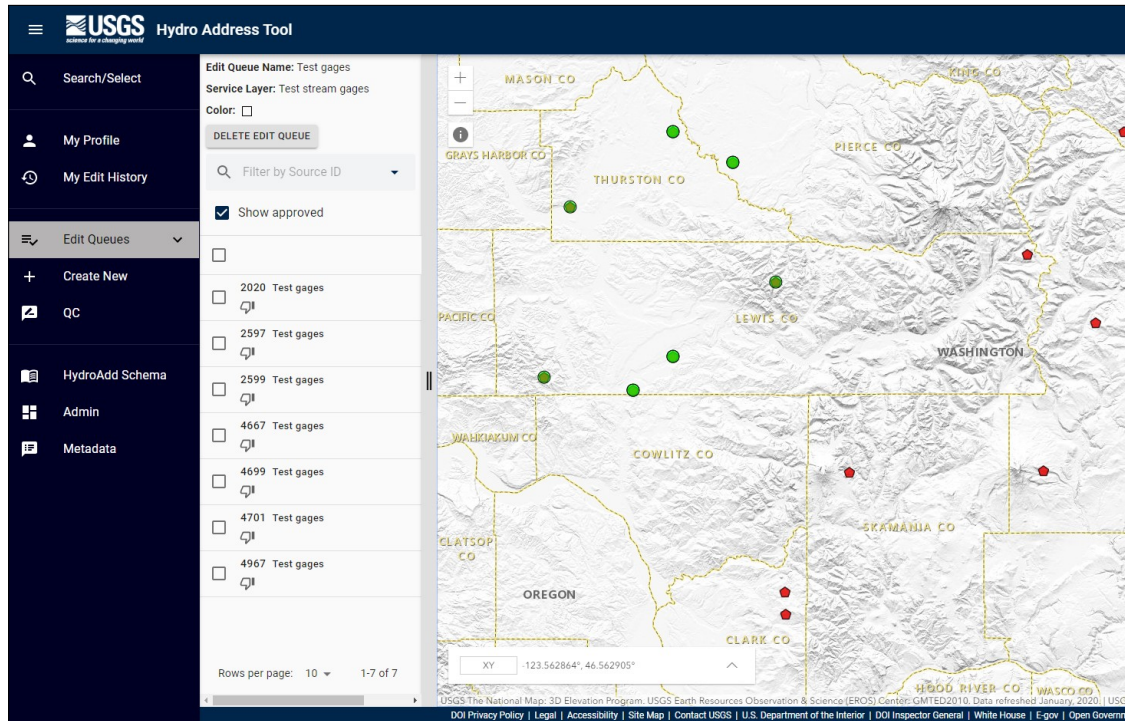 USGS
science for a changing world
Hydro Address Tool
Search/Select
My Profile
My Edit History
Edit Queues
Create New
QC
HydroAdd Schema
Admin
Metadata
Edit Queue Name: Test gages
Service Layer: Test stream gages
Color:
DELETE EDIT QUEUE
Filter by Source ID
Show approved
2020 Test gages
2597 Test gages
2599 Test gages
4667 Test gages
4699 Test gages
4701 Test gages
4967 Test gages
Rows per page: 10 1-7 of 7
MASON CO
KING CO
GRAYS HARBOR CO
PIERCE CO
THURSTON CO
PACIFIC CO
LEWIS CO
WASHINGTON
WAHKIAKUM CO
COWLITZ CO
SKAMANIA CO
CLATSOP
CO
OREGON
CLARK CO
XY -123.562864°, 46.562905°
HOOD RIVER CO
WASCO CO
USGS The National Map: 3D Elevation Program. USGS Earth Resources Observation & Science (EROS) Center: GMTED2010. Data refreshed January, 2020. | USG
DOI Privacy Policy | Legal | Accessibility | Site Map | Contact USGS | U.S. Department of the Interior | DOI Inspector General | White House | E-gov | Open Governm